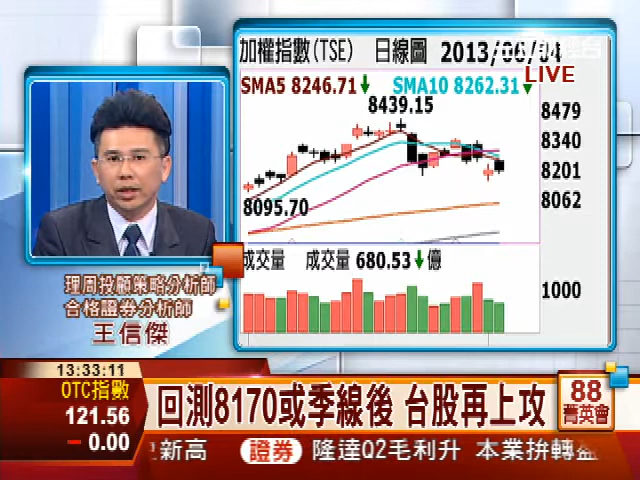 加權指數(TSE) 日線圖 2013/06/04
LIVE
SMA5 8246.71↓ SMA10 8262.31↓
8439.15
8479
8340
8201
8062
8095.70
成交量 成交量 680.53↓億
1000
理周投顧策略分析師
合格證券分析師
王信傑
13:33:11
OTC指數
121.56
0.00
回測8170或季線後 台股再上攻
88
菁英會
新高 證券 隆達Q2毛利升 本業拚轉盈